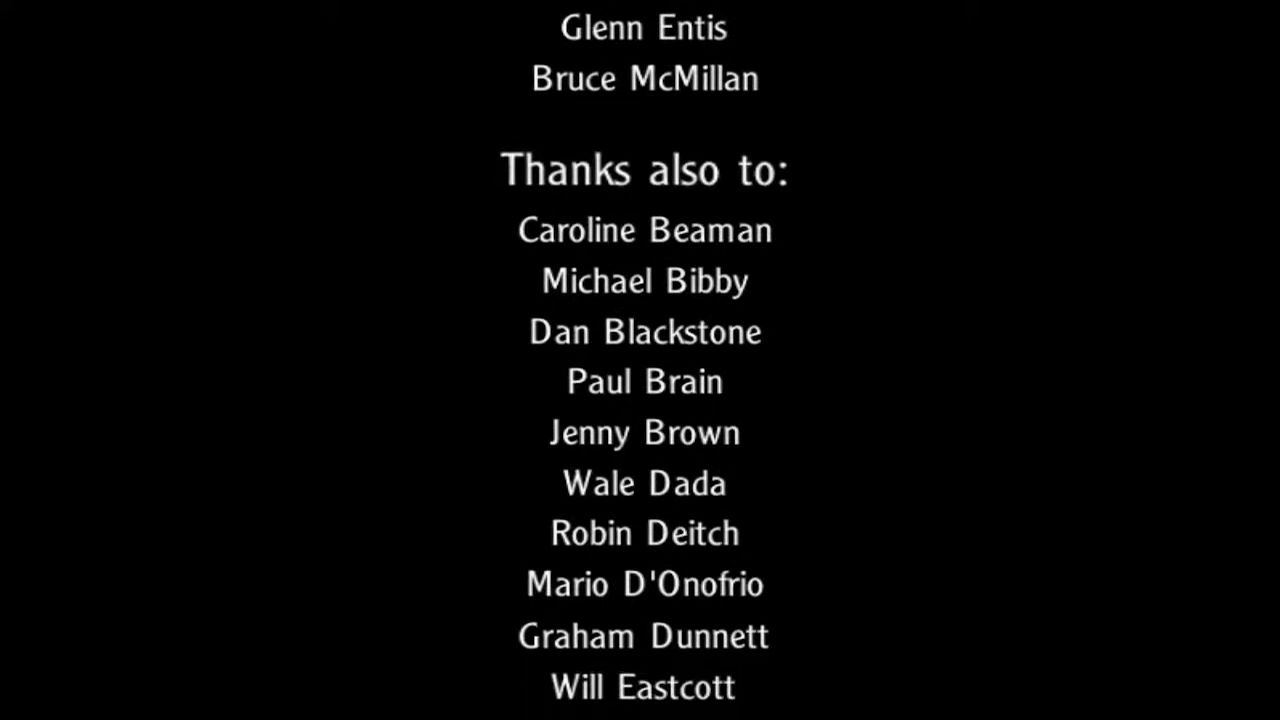 Glenn Entis
Bruce McMillan
Thanks also to:
Caroline Beaman
Michael Bibby
Dan Blackstone
Paul Brain
Jenny Brown
Wale Dada
Robin Deitch
Mario D'Onofrio
Graham Dunnett
Will Eastcott